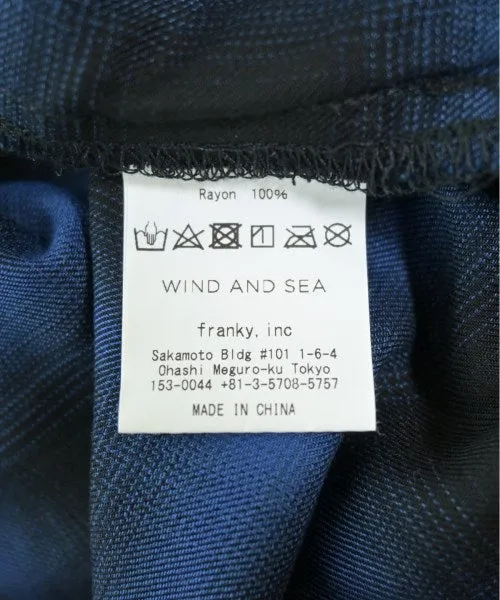 Rayon 100%
WIND AND SEA
franky, inc
Sakamoto Bldg #101 1-6-4
Ohashi Meguro-ku Tokyo
153-0044 +81-3-5708-5757
MADE IN CHINA